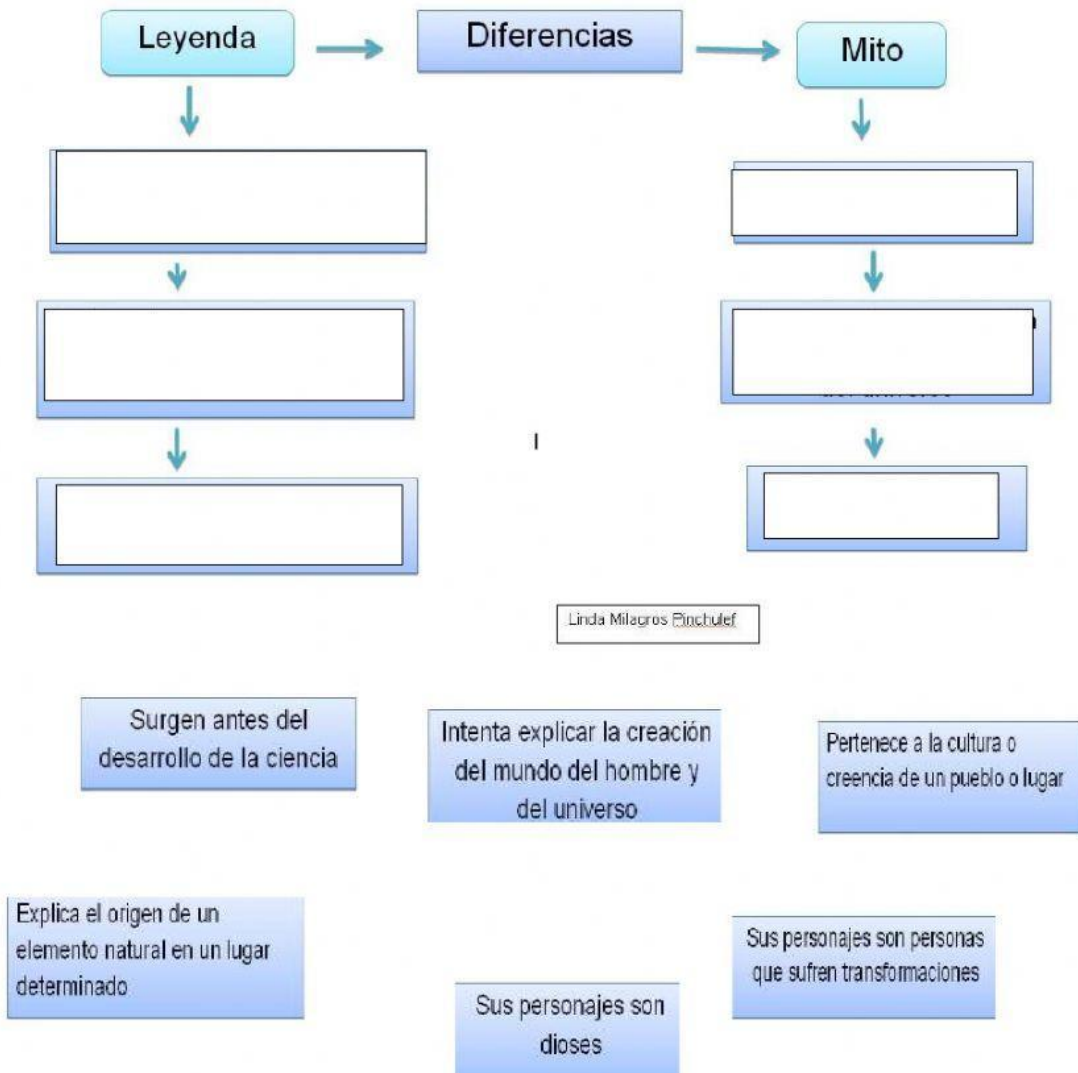 Leyenda
Diferencias
Mito
Linda Milagros Pinchulef
Surgen antes del
desarrollo de la ciencia
Intenta explicar la creación
del mundo del hombre y
del universo
Pertenece a la cultura o
creencia de un pueblo o lugar
Explica el origen de un
elemento natural en un lugar
determinado
Sus personajes son
dioses
Sus personajes son personas
que sufren transformaciones